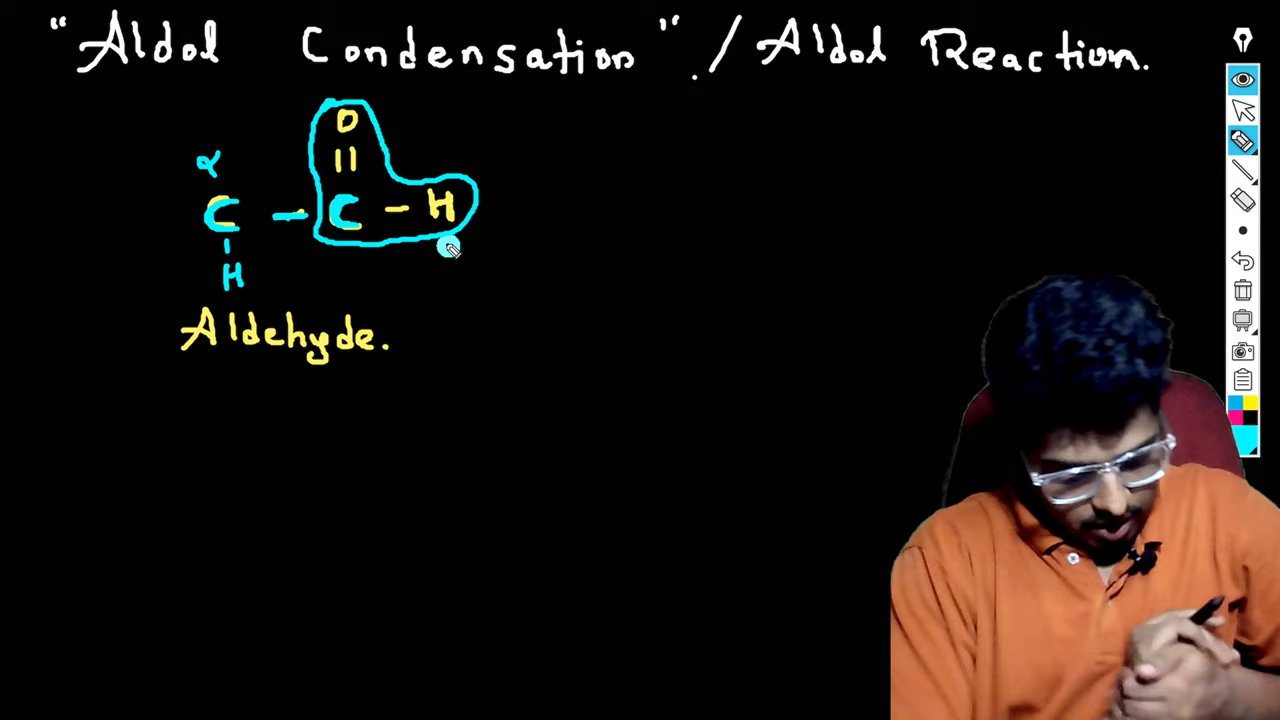 "Aldol Condensation". / Aldol Reaction.
O
||
α
C - C - H
H
Aldehyde.